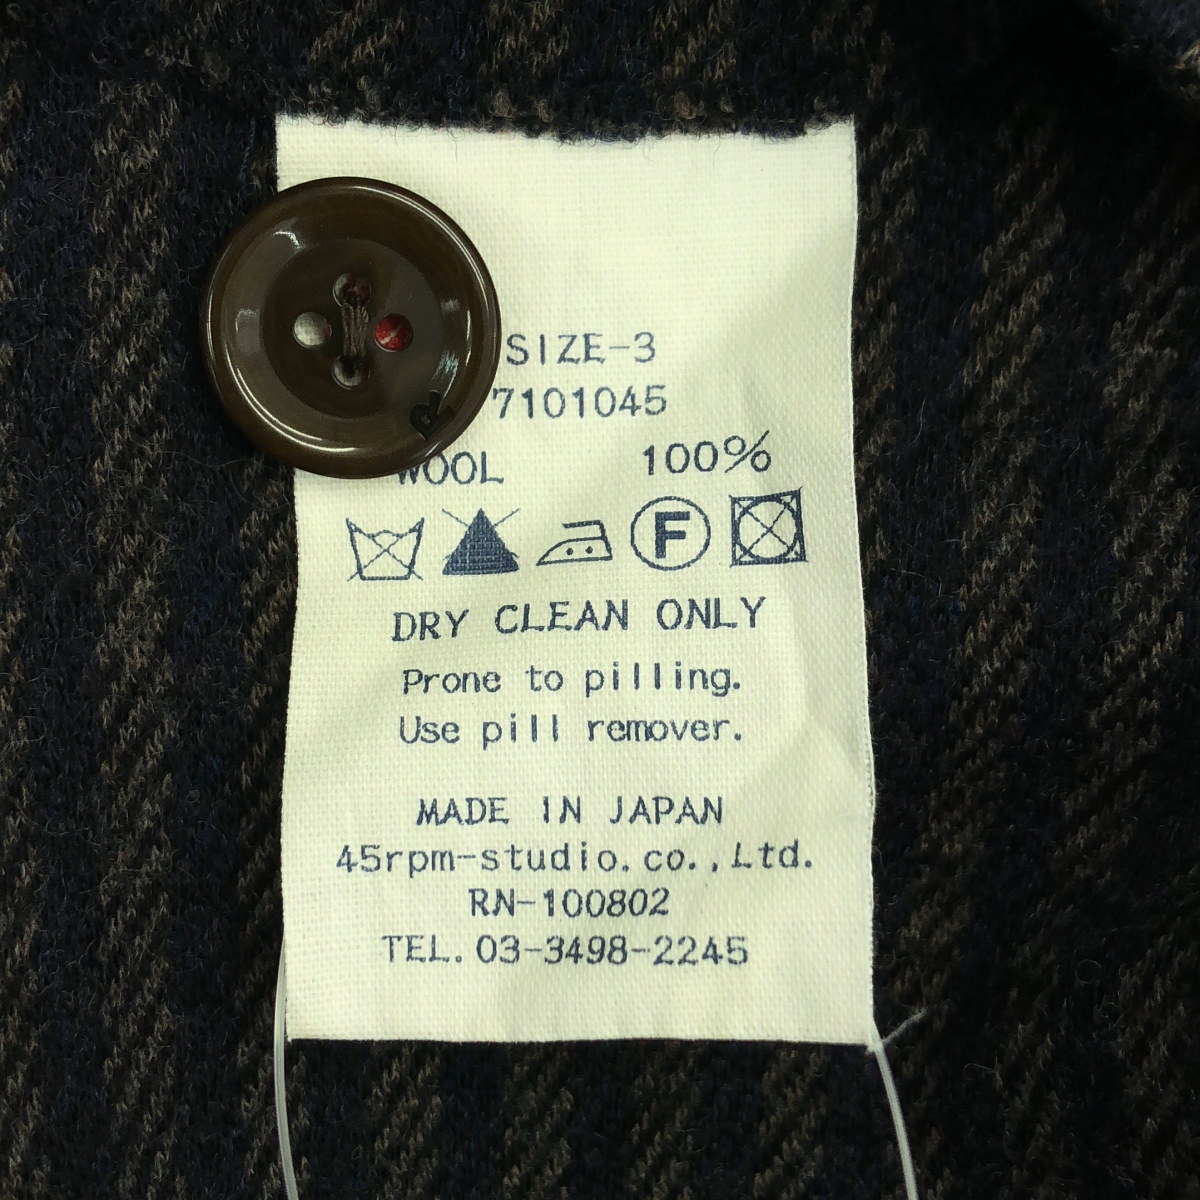 SIZE-3
7101045
WOOL 100%
F
DRY CLEAN ONLY
Prone to pilling.
Use pill remover.
MADE IN JAPAN
45rpm-studio.co.,Ltd.
RN-100802
TEL.03-3498-2245
R